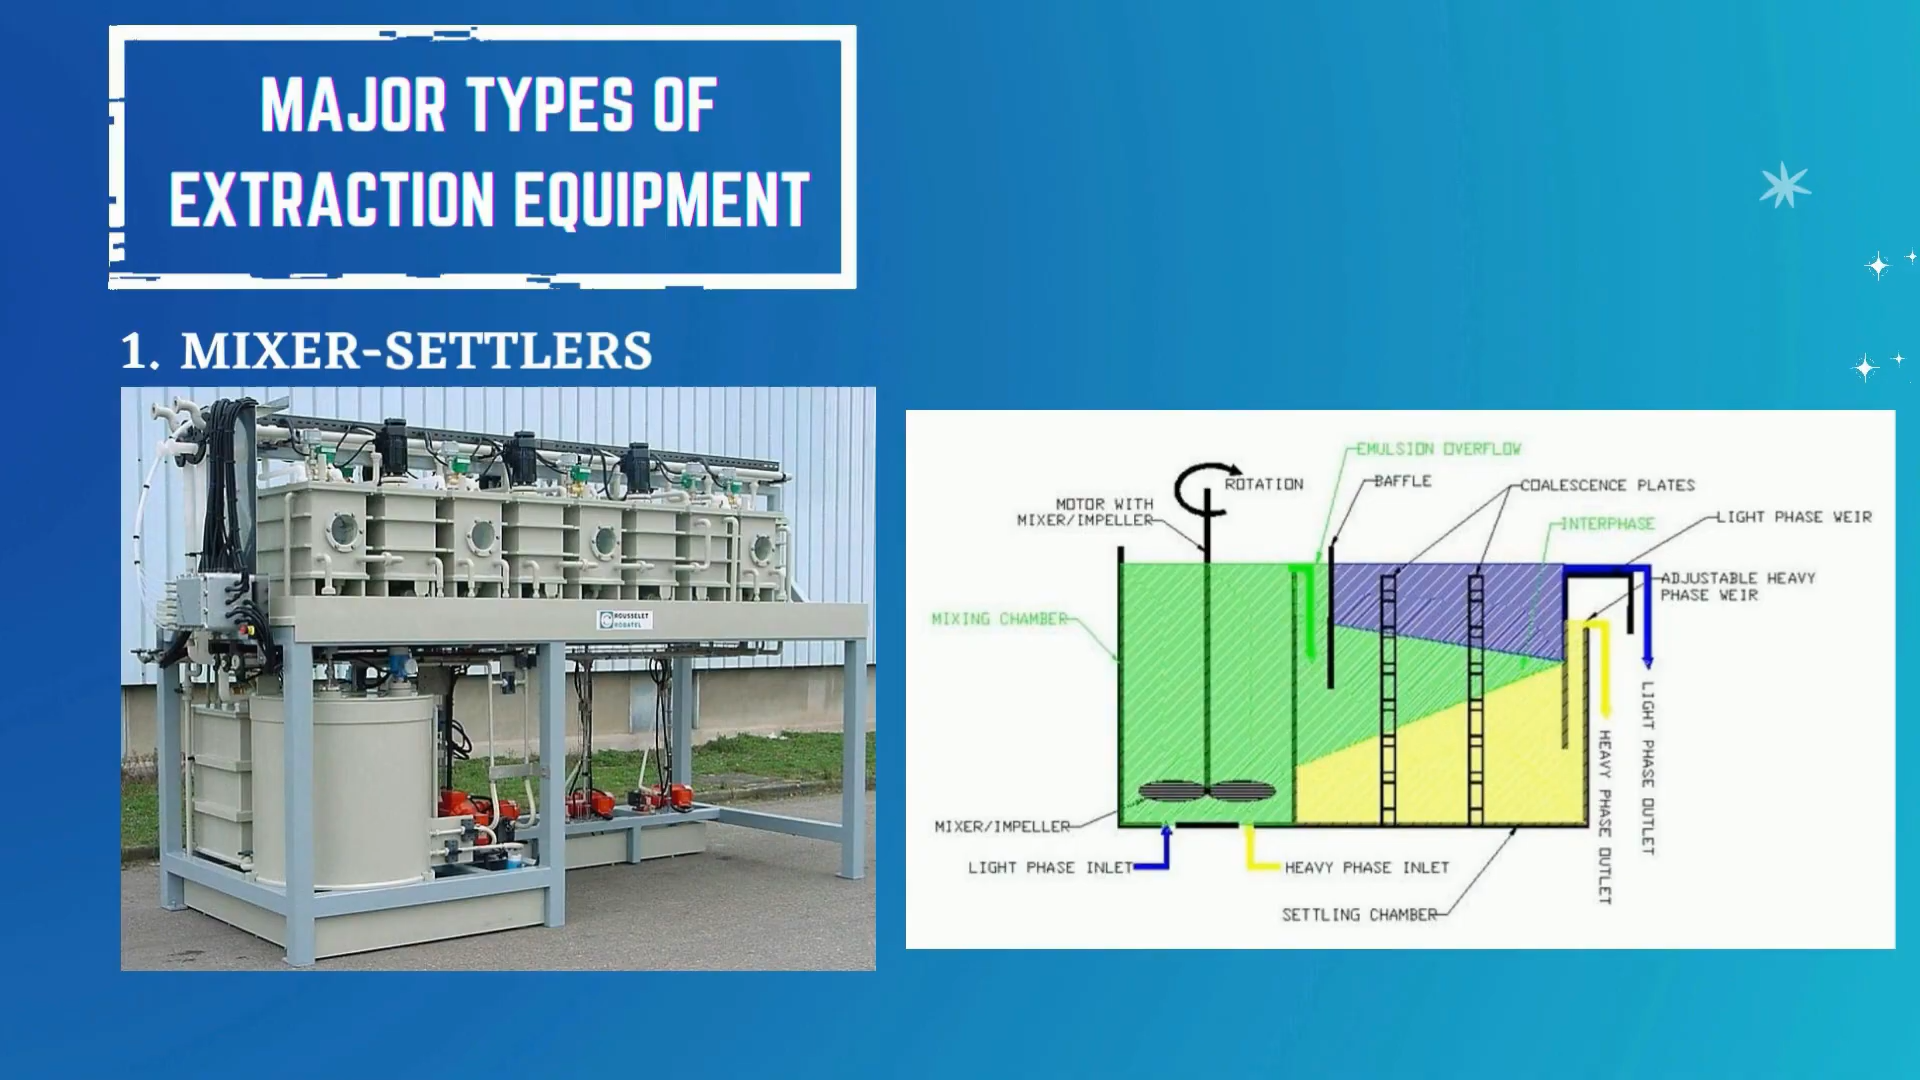 MAJOR TYPES OF
EXTRACTION EQUIPMENT
1. MIXER-SETTLERS
ROUSSELET
ROBATEL
EMULSION OVERFLOW
ROTATION
BAFFLE
COALESCENCE PLATES
MOTOR WITH
MIXER/IMPELLER
INTERPHASE
LIGHT PHASE WEIR
ADJUSTABLE HEAVY
PHASE WEIR
MIXING CHAMBER
LIGHT PHASE OUTLET
HEAVY PHASE OUTLET
MIXER/IMPELLER
LIGHT PHASE INLET
HEAVY PHASE INLET
SETTLING CHAMBER